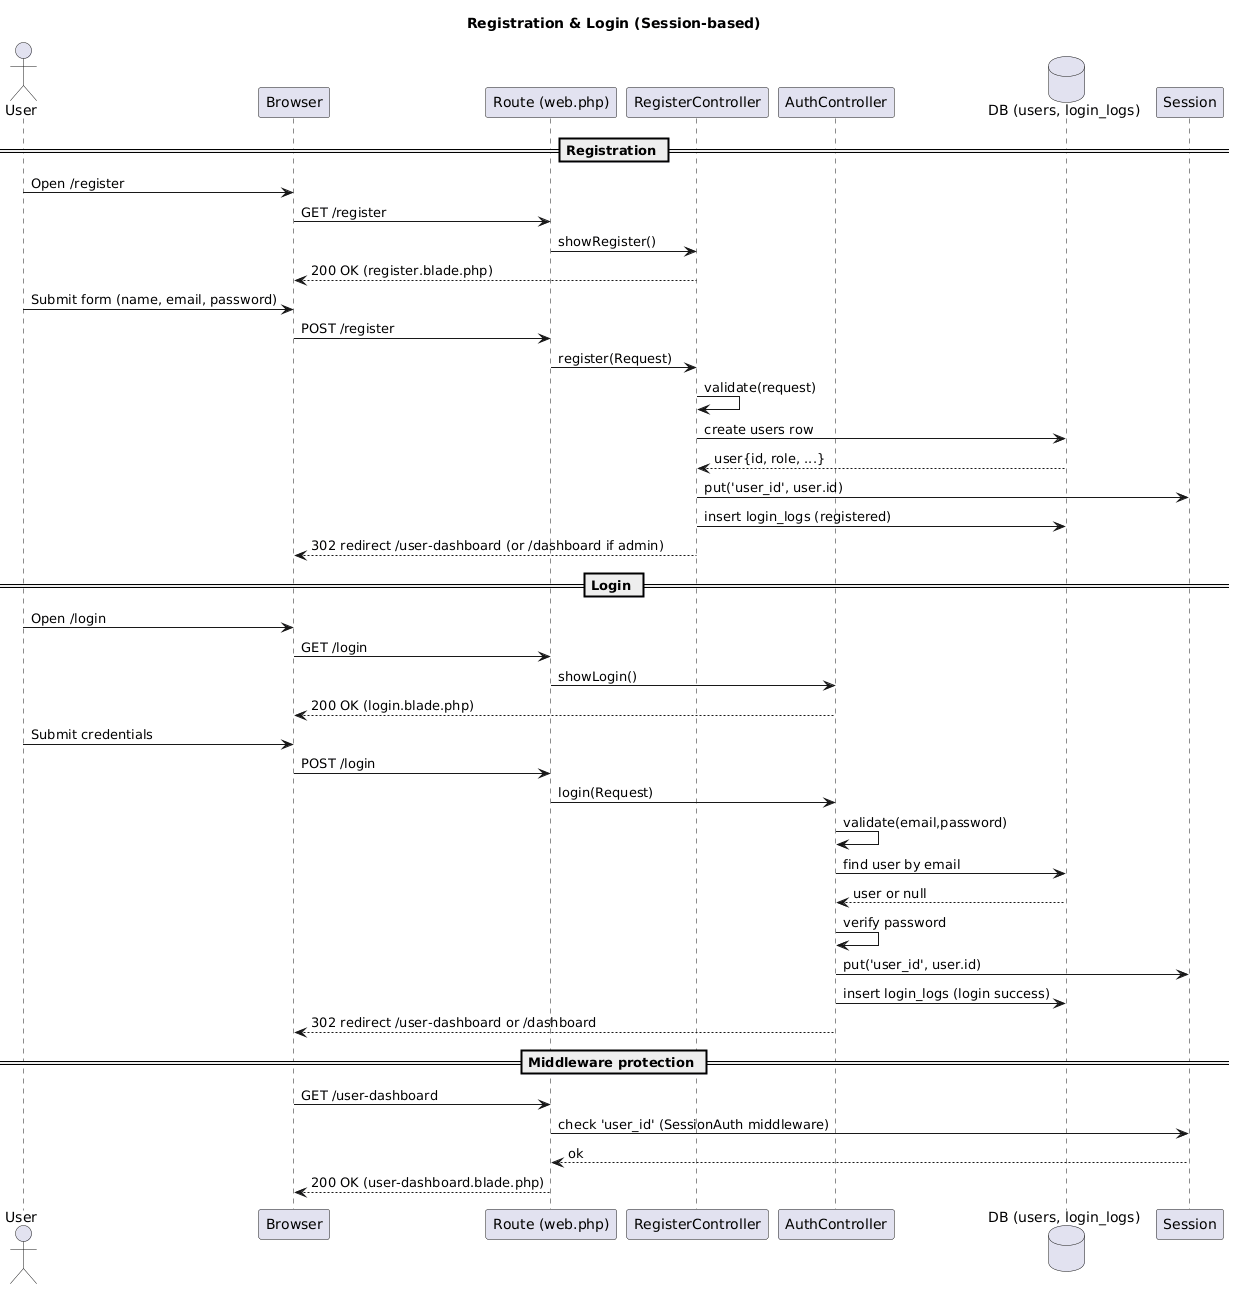 Registration & Login (Session-based)
User
Browser
Route (web.php)
RegisterController
AuthController
DB (users, login_logs)
Session
Registration
Open /register
GET /register
showRegister()
200 OK (register.blade.php)
Submit form (name, email, password)
POST /register
register(Request)
validate(request)
create users row
user{id, role, ...}
put('user_id', user.id)
insert login_logs (registered)
302 redirect /user-dashboard (or /dashboard if admin)
Login
Open /login
GET /login
showLogin()
200 OK (login.blade.php)
Submit credentials
POST /login
login(Request)
validate(email,password)
find user by email
user or null
verify password
put('user_id', user.id)
insert login_logs (login success)
302 redirect /user-dashboard or /dashboard
Middleware protection
GET /user-dashboard
check 'user_id' (SessionAuth middleware)
ok
200 OK (user-dashboard.blade.php)
User
Browser
Route (web.php)
RegisterController
AuthController
DB (users, login_logs)
Session